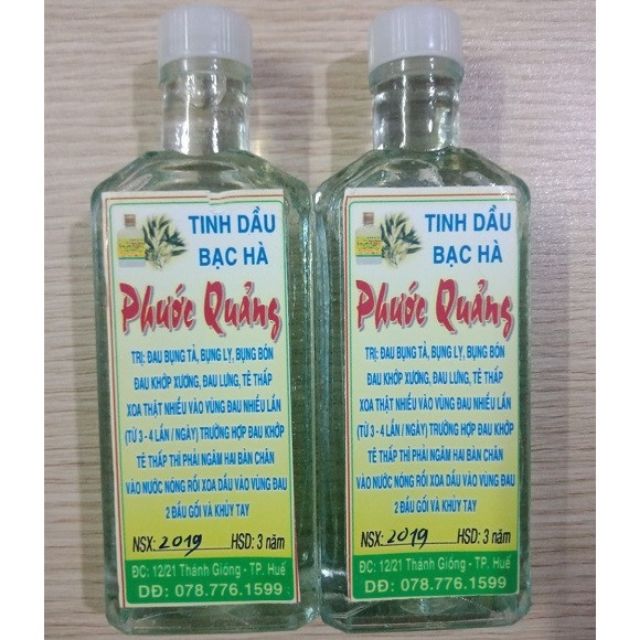 TINH DẦU
BẠC HÀ
Phước Quảng
TRỊ: ĐAU BỤNG TẢ, BỤNG LỴ, BỤNG BÓN
ĐAU KHỚP XƯƠNG, ĐAU LƯNG, TÊ THẤP
XOA THẬT NHIỀU VÀO VÙNG ĐAU NHIỀU LẦN
(TỪ 3 - 4 LẦN / NGÀY) TRƯỜNG HỢP ĐAU KHỚP
TÊ THẤP THÌ PHẢI NGÂM HAI BÀN CHÂN
VÀO NƯỚC NÓNG RỒI XOA DẦU VÀO VÙNG ĐAU
2 ĐẦU GỐI VÀ KHỦY TAY
NSX: 2019 HSD: 3 năm
ĐC: 12/21 Thánh Gióng - TP. Huế
DĐ: 078.776.1599
TINH DẦU
BẠC HÀ
Phước Quảng
TRỊ: ĐAU BỤNG TẢ, BỤNG LỴ, BỤNG BÓN
ĐAU KHỚP XƯƠNG, ĐAU LƯNG, TÊ THẤP
XOA THẬT NHIỀU VÀO VÙNG ĐAU NHIỀU LẦN
(TỪ 3 - 4 LẦN / NGÀY) TRƯỜNG HỢP ĐAU KHỚP
TÊ THẤP THÌ PHẢI NGÂM HAI BÀN CHÂN
VÀO NƯỚC NÓNG RỒI XOA DẦU VÀO VÙNG ĐAU
2 ĐẦU GỐI VÀ KHỦY TAY
NSX: 2019 HSD: 3 năm
ĐC: 12/21 Thánh Gióng - TP. Huế
DĐ: 078.776.1599